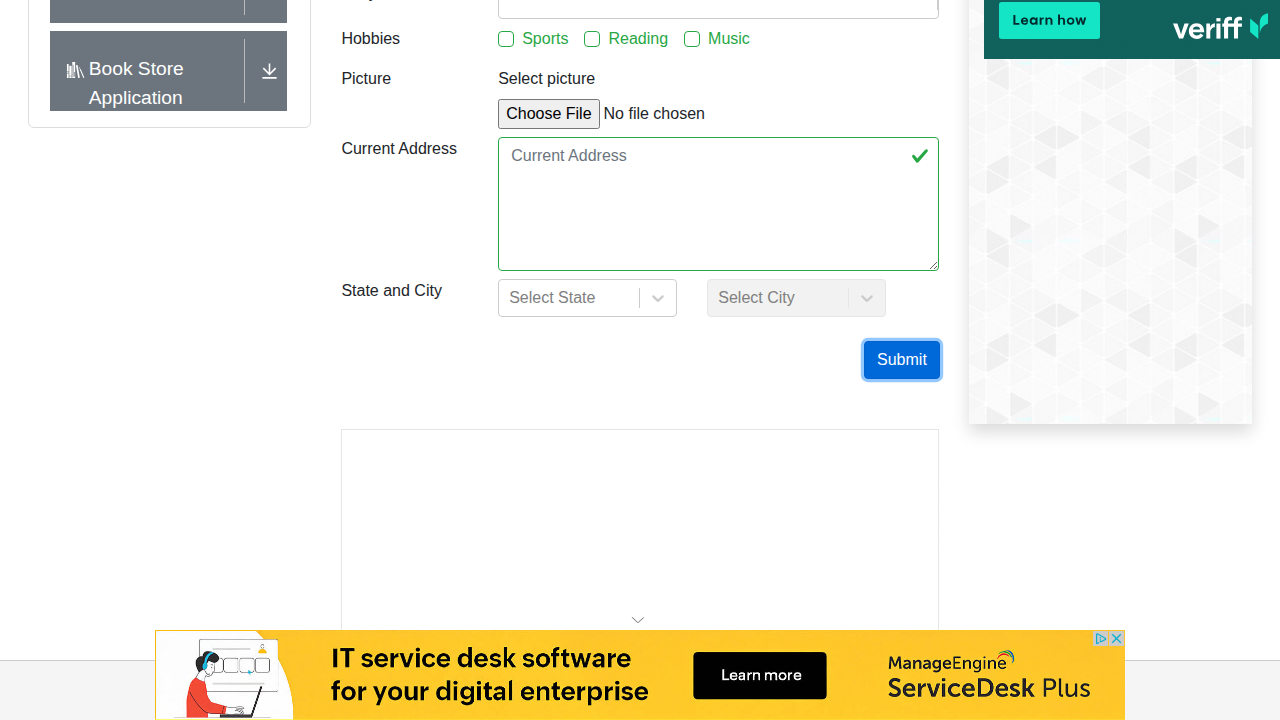 Learn how
veriff
Hobbies
Sports
Reading
Music
Book Store
Application
Picture
Select picture
Choose File No file chosen
Current Address
Current Address
State and City
Select State
Select City
Submit
IT service desk software
for your digital enterprise
Learn more
ManageEngine
ServiceDesk Plus